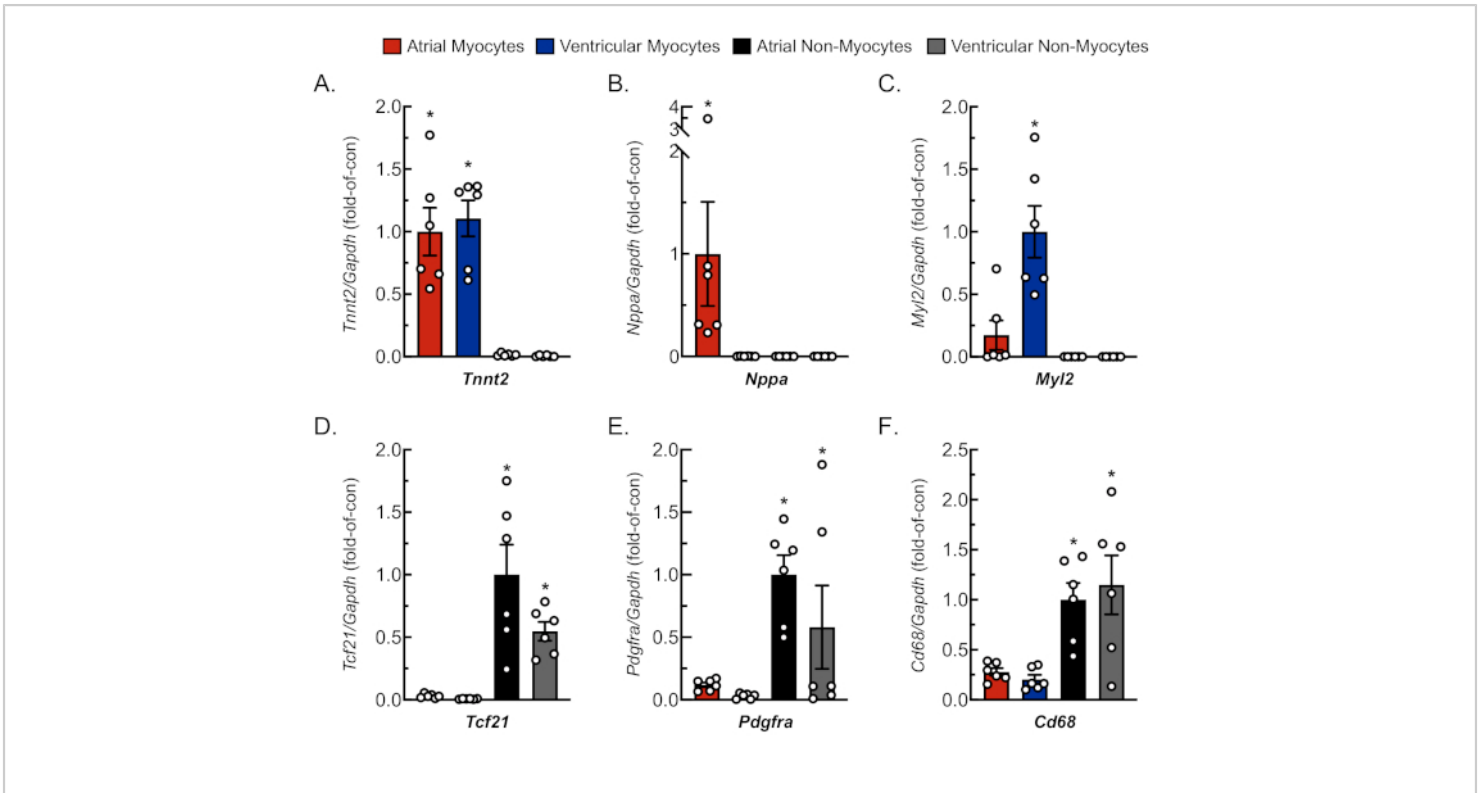 Atrial Myocytes Ventricular Myocytes Atrial Non-Myocytes Ventricular Non-Myocytes
A.
2.0
1.5
1.0
0.5
0.0
Tnnt2/Gapdh (fold-of-con)
*
*
Tnnt2
B.
4
3
2
1
0
Nppa/Gapdh (fold-of-con)
*
Nppa
C.
2.0
1.5
1.0
0.5
0.0
Myl2/Gapdh (fold-of-con)
*
Myl2
D.
2.0
1.5
1.0
0.5
0.0
Tcf21/Gapdh (fold-of-con)
*
*
Tcf21
E.
2.0
1.5
1.0
0.5
0.0
Pdgfra/Gapdh (fold-of-con)
*
*
Pdgfra
F.
2.5
2.0
1.5
1.0
0.5
0.0
Cd68/Gapdh (fold-of-con)
*
*
Cd68